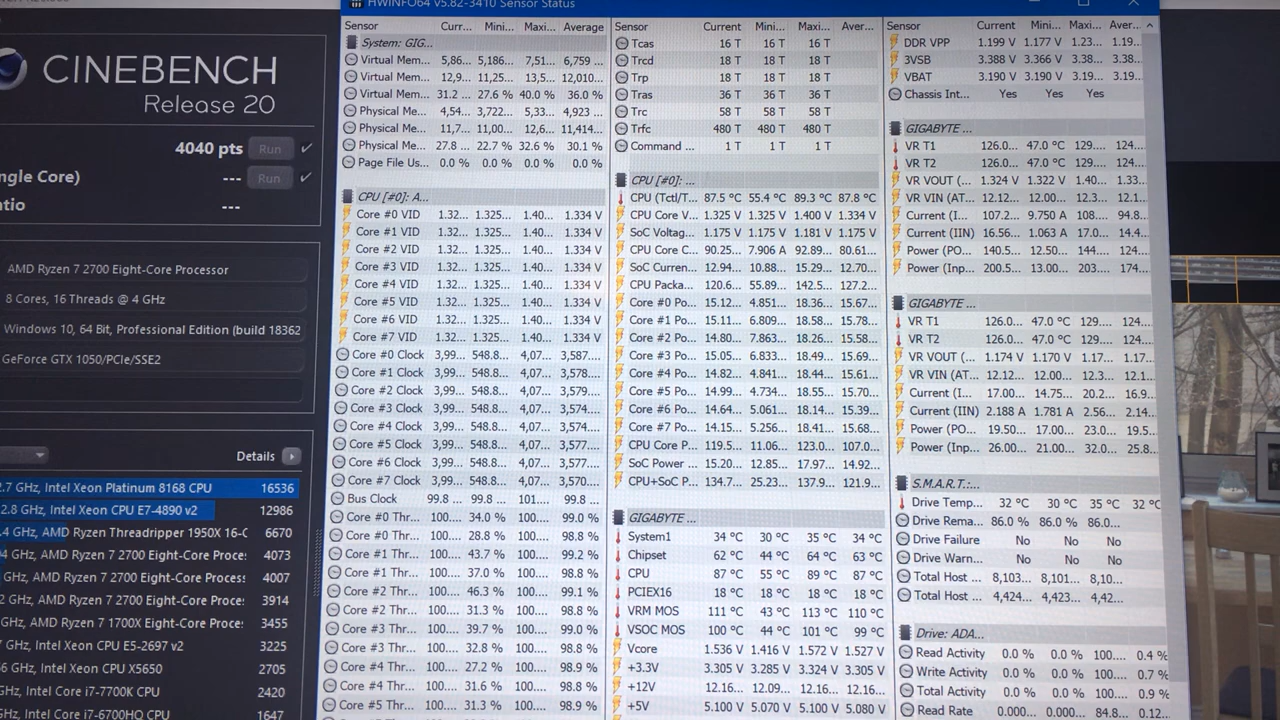 HWiNFO64 v5.82-3410 Sensor Status
CINEBENCH
Release 20
4040 pts Run
ngle Core) --- Run
atio ---
AMD Ryzen 7 2700 Eight-Core Processor
8 Cores, 16 Threads @ 4 GHz
Windows 10, 64 Bit, Professional Edition (build 18362
GeForce GTX 1050/PCIe/SSE2
Details
2.7 GHz, Intel Xeon Platinum 8168 CPU 16536
2.8 GHz, Intel Xeon CPU E7-4890 v2 12986
.4 GHz, AMD Ryzen Threadripper 1950X 16-C 6670
4 GHz, AMD Ryzen 7 2700 Eight-Core Proces 4073
GHz, AMD Ryzen 7 2700 Eight-Core Process 4007
2 GHz, AMD Ryzen 7 2700 Eight-Core Proces 3914
GHz, AMD Ryzen 7 1700X Eight-Core Proces 3455
7 GHz, Intel Xeon CPU E5-2697 v2 3225
6 GHz, Intel Xeon CPU X5650 2705
GHz, Intel Core i7-7700K CPU 2420
GHz, Intel Core i7-6700HQ CPU 1647
Sensor Curr... Mini... Maxi... Average
System: GIG...
Virtual Mem... 5,86... 5,186... 7,51... 6,759 ...
Virtual Mem... 12,9... 11,25... 13,5... 12,010...
Virtual Mem... 31.2 ... 27.6 % 40.0 % 36.0 %
Physical Me... 4,54... 3,722... 5,33... 4,923 ...
Physical Me... 11,7... 11,00... 12,6... 11,414...
Physical Me... 27.8 ... 22.7 % 32.6 % 30.1 %
Page File Us... 0.0 % 0.0 % 0.0 % 0.0 %
CPU [#0]: A...
Core #0 VID 1.32... 1.325... 1.40... 1.334 V
Core #1 VID 1.32... 1.325... 1.40... 1.334 V
Core #2 VID 1.32... 1.325... 1.40... 1.334 V
Core #3 VID 1.32... 1.325... 1.40... 1.334 V
Core #4 VID 1.32... 1.325... 1.40... 1.334 V
Core #5 VID 1.32... 1.325... 1.40... 1.334 V
Core #6 VID 1.32... 1.325... 1.40... 1.334 V
Core #7 VID 1.32... 1.325... 1.40... 1.334 V
Core #0 Clock 3,99... 548.8... 4,07... 3,587....
Core #1 Clock 3,99... 548.8... 4,07... 3,578....
Core #2 Clock 3,99... 548.8... 4,07... 3,579....
Core #3 Clock 3,99... 548.8... 4,07... 3,574....
Core #4 Clock 3,99... 548.8... 4,07... 3,574....
Core #5 Clock 3,99... 548.8... 4,07... 3,577....
Core #6 Clock 3,99... 548.8... 4,07... 3,577....
Core #7 Clock 3,99... 548.8... 4,07... 3,570....
Bus Clock 99.8 ... 99.8 ... 101.... 99.8 ...
Core #0 Thr... 100.... 34.0 % 100.... 99.0 %
Core #0 Thr... 100.... 28.8 % 100.... 98.8 %
Core #1 Thr... 100.... 43.7 % 100.... 99.2 %
Core #1 Thr... 100.... 37.0 % 100.... 98.8 %
Core #2 Thr... 100.... 46.3 % 100.... 99.1 %
Core #2 Thr... 100.... 31.3 % 100.... 98.8 %
Core #3 Thr... 100.... 39.7 % 100.... 99.0 %
Core #3 Thr... 100.... 32.8 % 100.... 98.8 %
Core #4 Thr... 100.... 27.2 % 100.... 98.9 %
Core #4 Thr... 100.... 31.6 % 100.... 98.8 %
Core #5 Thr... 100.... 31.3 % 100.... 98.9 %
Sensor Current Mini... Maxi... Aver...
Tcas 16 T 16 T 16 T
Trcd 18 T 18 T 18 T
Trp 18 T 18 T 18 T
Tras 36 T 36 T 36 T
Trc 58 T 58 T 58 T
Trfc 480 T 480 T 480 T
Command ... 1 T 1 T 1 T
CPU [#0]: ...
CPU (Tctl/T... 87.5 °C 55.4 °C 89.3 °C 87.8 °C
CPU Core V... 1.325 V 1.325 V 1.400 V 1.334 V
SoC Voltag... 1.175 V 1.175 V 1.181 V 1.175 V
CPU Core C... 90.25... 7.906 A 92.89... 80.61...
SoC Curren... 12.94... 10.88... 15.29... 12.70...
CPU Packa... 120.6... 55.89... 142.5... 127.2...
Core #0 Po... 15.12... 4.851... 18.36... 15.67...
Core #1 Po... 15.11... 6.809... 18.58... 15.78...
Core #2 Po... 14.80... 7.863... 18.26... 15.58...
Core #3 Po... 15.05... 6.833... 18.49... 15.69...
Core #4 Po... 14.82... 4.841... 18.44... 15.61...
Core #5 Po... 14.99... 4.734... 18.55... 15.70...
Core #6 Po... 14.64... 5.061... 18.14... 15.39...
Core #7 Po... 14.15... 5.256... 18.41... 15.68...
CPU Core P... 119.5... 11.06... 123.0... 107.0...
SoC Power ... 15.20... 12.85... 17.97... 14.92...
CPU+SoC P... 134.7... 25.23... 137.9... 121.9...
GIGABYTE ...
System1 34 °C 30 °C 35 °C 34 °C
Chipset 62 °C 44 °C 64 °C 63 °C
CPU 87 °C 55 °C 89 °C 87 °C
PCIEX16 18 °C 18 °C 18 °C 18 °C
VRM MOS 111 °C 43 °C 113 °C 110 °C
VSOC MOS 100 °C 44 °C 101 °C 99 °C
Vcore 1.536 V 1.416 V 1.572 V 1.527 V
+3.3V 3.305 V 3.285 V 3.324 V 3.305 V
+12V 12.16... 12.09... 12.16... 12.16...
+5V 5.100 V 5.070 V 5.100 V 5.080 V
Sensor Current Mini... Maxi... Aver...
DDR VPP 1.199 V 1.177 V 1.23... 1.19...
3VSB 3.388 V 3.366 V 3.38... 3.38...
VBAT 3.190 V 3.190 V 3.19... 3.19...
Chassis Int... Yes Yes Yes
GIGABYTE ...
VR T1 126.0... 47.0 °C 129.... 124....
VR T2 126.0... 47.0 °C 129.... 124....
VR VOUT (... 1.324 V 1.322 V 1.40... 1.33...
VR VIN (AT... 12.12... 12.00... 12.3... 12.1...
Current (I... 107.2... 9.750 A 108.... 94.8...
Current (IIN) 16.56... 1.063 A 17.0... 14.4...
Power (PO... 140.5... 12.50... 144.... 124....
Power (Inp... 200.5... 13.00... 203.... 174....
GIGABYTE ...
VR T1 126.0... 47.0 °C 129.... 124....
VR T2 126.0... 47.0 °C 129.... 124....
VR VOUT (... 1.174 V 1.170 V 1.17... 1.17...
VR VIN (AT... 12.12... 12.00... 12.3... 12.1...
Current (I... 17.00... 14.75... 20.2... 16.9...
Current (IIN) 2.188 A 1.781 A 2.56... 2.14...
Power (PO... 19.50... 17.00... 23.0... 19.5...
Power (Inp... 26.00... 21.00... 32.0... 25.8...
S.M.A.R.T.:...
Drive Temp... 32 °C 30 °C 35 °C 32 °C
Drive Rema... 86.0 % 86.0 % 86.0...
Drive Failure No No No
Drive Warn... No No No
Total Host ... 8,103... 8,101... 8,10...
Total Host ... 4,424... 4,423... 4,42...
Drive: ADA...
Read Activity 0.0 % 0.0 % 100.... 0.4 %
Write Activity 0.0 % 0.0 % 100.... 0.7 %
Total Activity 0.0 % 0.0 % 100.... 0.9 %
Read Rate 0.000... 0.000... 84.8... 0.12...